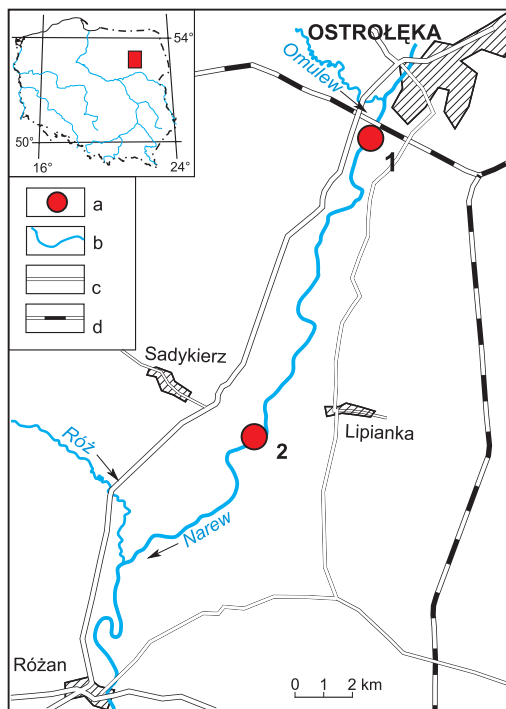 OSTROŁĘKA
54°
Omulew
50°
16°
24°
1
a
b
c
d
Sadykierz
Lipianka
Róż
2
Narew
Różan
0 1 2 km